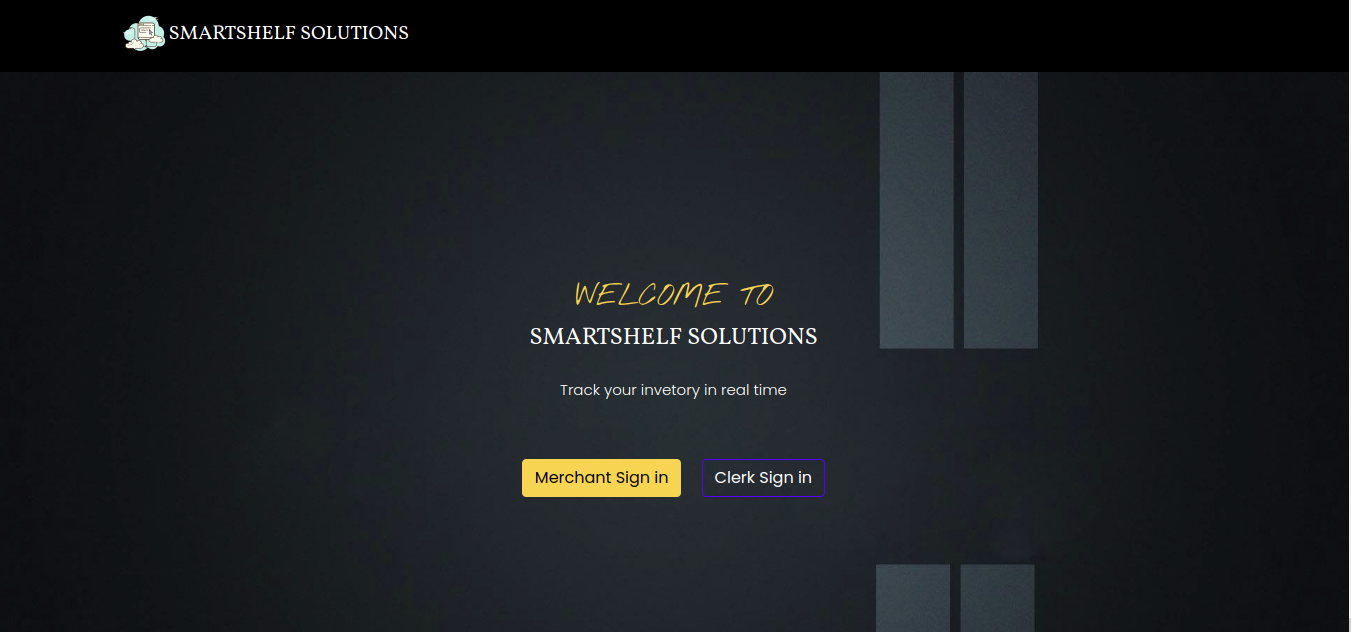 SMARTSHELF SOLUTIONS
WELCOME TO
SMARTSHELF SOLUTIONS
Track your invetory in real time
Merchant Sign in
Clerk Sign in